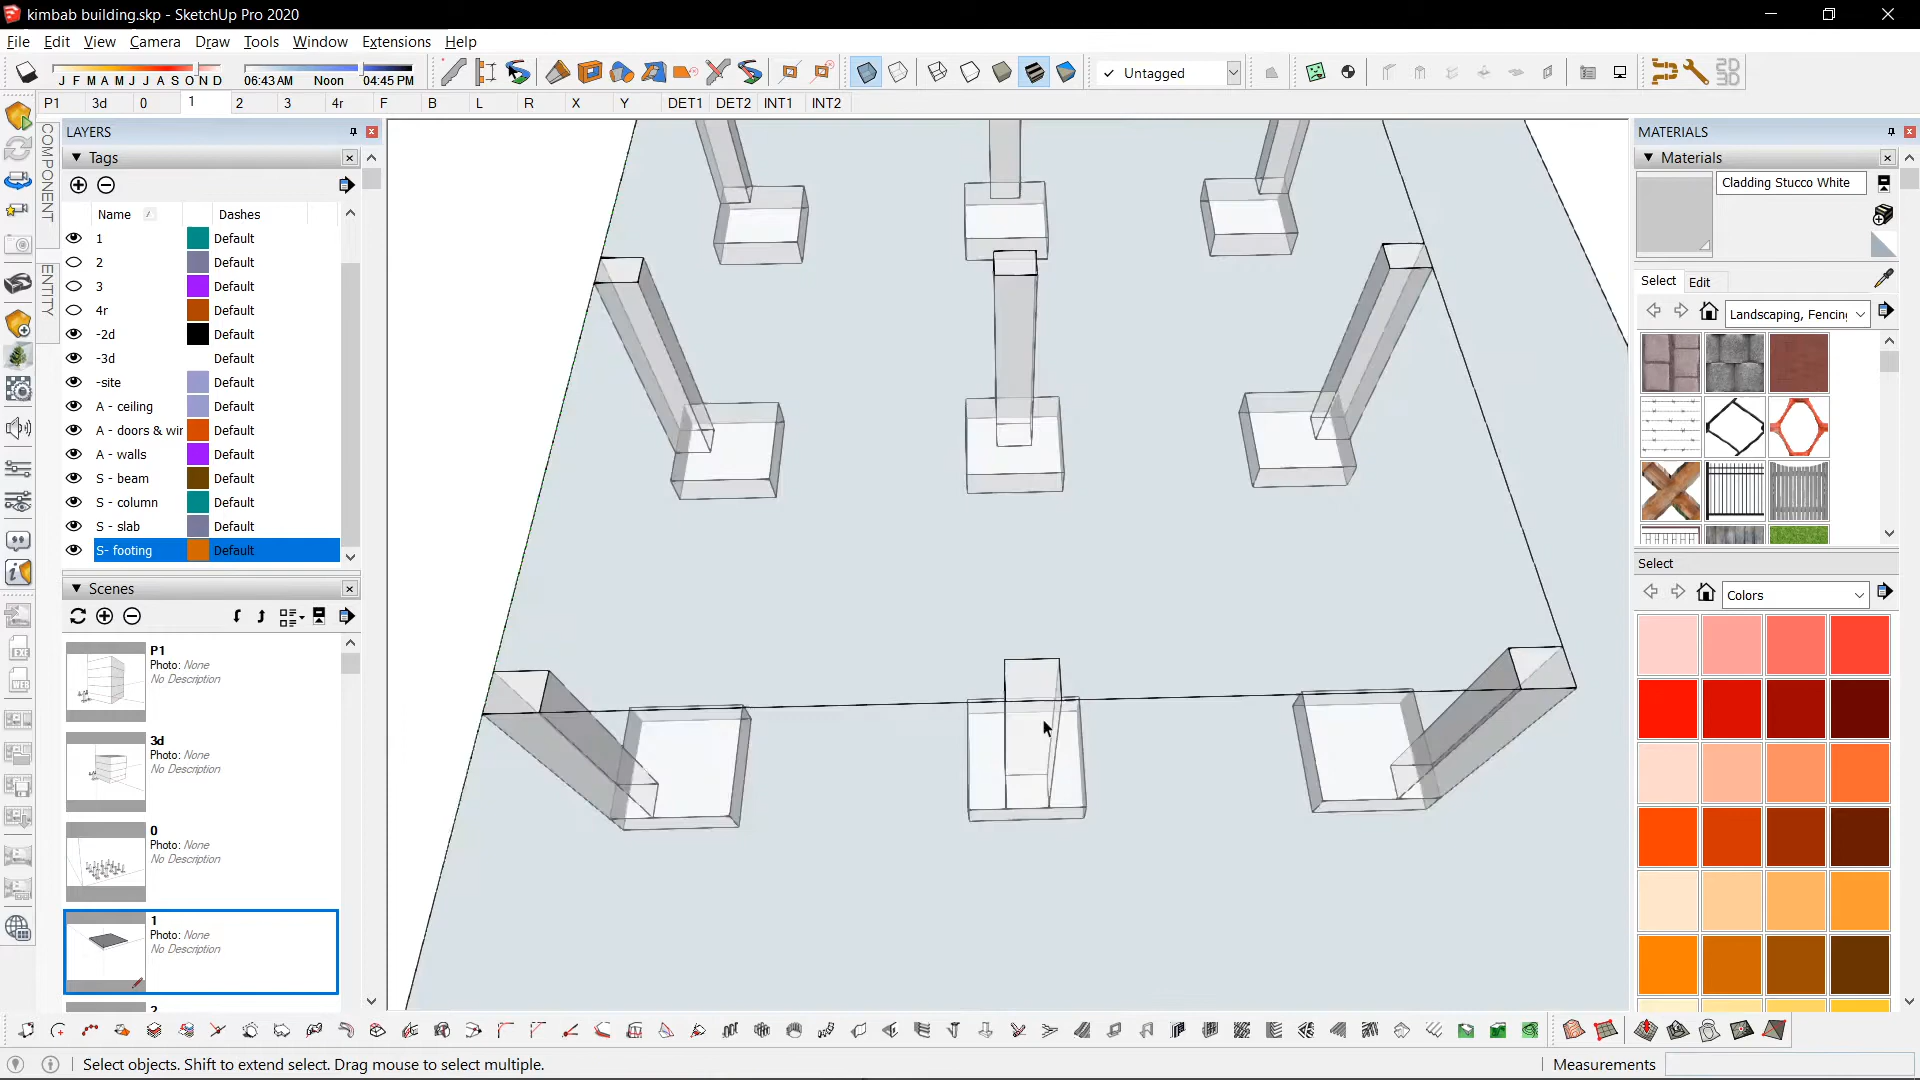 kimbab building.skp - SketchUp Pro 2020
File Edit View Camera Draw Tools Window Extensions Help
J F M A M J J A S O N D
06:43 AM Noon 04:45 PM
✓ Untagged
P1 3d 0 1 2 3 4r F B L R X Y DET1 DET2 INT1 INT2
COMPONENT
ENTITY
LAYERS
Tags
Name Dashes
1 Default
2 Default
3 Default
4r Default
-2d Default
-3d Default
-site Default
A - ceiling Default
A - doors & wir Default
A - walls Default
S - beam Default
S - column Default
S - slab Default
S- footing Default
Scenes
P1
Photo: None
No Description
3d
Photo: None
No Description
0
Photo: None
No Description
1
Photo: None
No Description
MATERIALS
Materials
Cladding Stucco White
Select Edit
Landscaping, Fencing
Select
Colors
Select objects. Shift to extend select. Drag mouse to select multiple.
Measurements